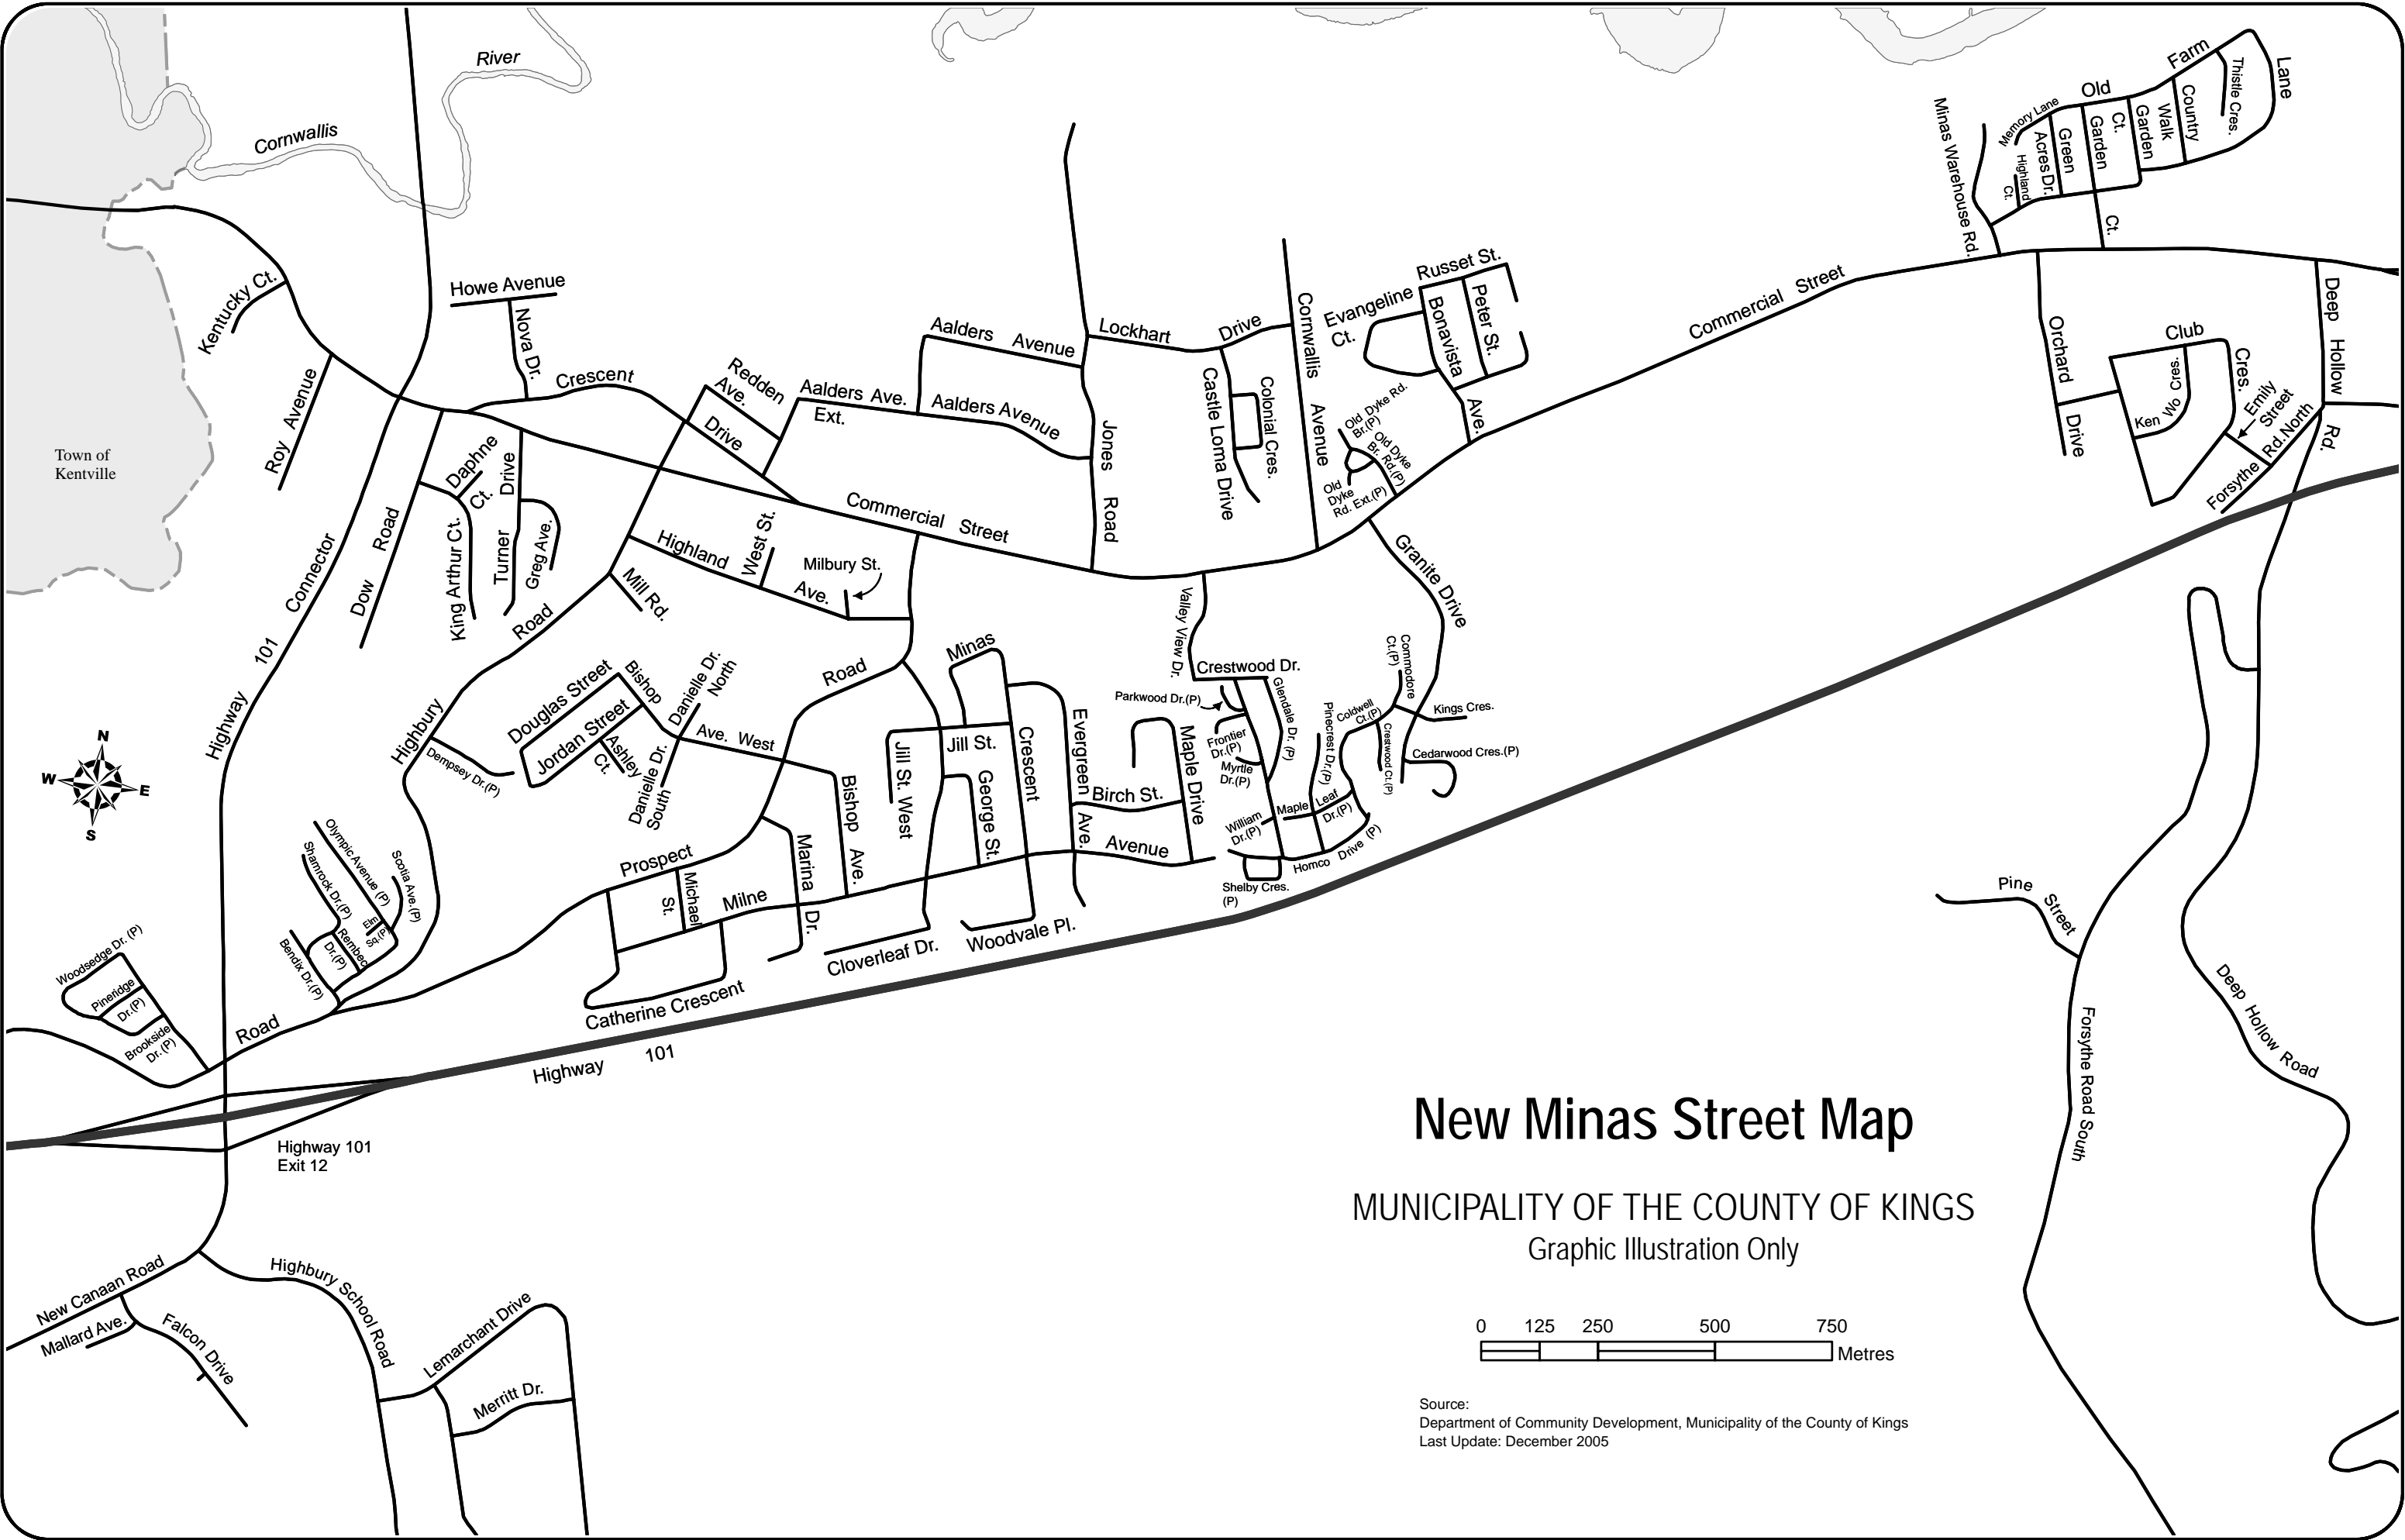 River
Cornwallis
Farm
Lane
Thistle Cres.
Old
Memory Lane
Country
Walk
Garden
Ct.
Garden
Green
Acres Dr.
Highland
Ct.
Ct.
Minas Warehouse Rd.
Kentucky Ct.
Howe Avenue
Nova Dr.
Crescent
Roy Avenue
Town of
Kentville
Redden
Ave.
Drive
Aalders Avenue
Aalders Ave.
Ext.
Aalders Avenue
Lockhart Drive
Jones Road
Castle Loma Drive
Colonial Cres.
Cornwallis Avenue
Evangeline
Ct.
Russet St.
Peter St.
Bonavista
Ave.
Old Dyke Rd.
Br.(P)
Old Dyke
Br. Rd.(P)
Old
Dyke
Rd. Ext.(P)
Commercial Street
Orchard Drive
Club
Cres.
Ken Wo Cres.
Emily
Street
Deep Hollow
Rd.
Forsythe Rd.North
Daphne
Ct.
King Arthur Ct.
Turner Drive
Greg Ave.
Dow Road
Highway 101 Connector
Commercial Street
Highland Ave.
West St.
Milbury St.
Mill Rd.
Highbury Road
Granite Drive
Valley View Dr.
Crestwood Dr.
Parkwood Dr.(P)
Glendale Dr. (P)
Frontier
Dr.(P)
Myrtle
Dr.(P)
Pinecrest Dr.(P)
Coldwell
Ct.(P)
Commodore
Ct.(P)
Crestwood Ct.(P)
Kings Cres.
Cedarwood Cres.(P)
William
Dr.(P)
Maple Leaf
Dr.(P)
Homco Drive (P)
Shelby Cres.
(P)
Douglas Street
Jordan Street
Bishop
Ave. West
Danielle Dr.
North
Danielle Dr.
South
Ashley
Ct.
Dempsey Dr.(P)
Prospect Road
Minas
Crescent
Jill St.
Jill St. West
George St.
Evergreen
Ave.
Maple Drive
Birch St.
Bishop Ave.
Marina
Dr.
Michael
St.
Milne
Avenue
Catherine Crescent
Cloverleaf Dr.
Woodvale Pl.
N
W
E
S
Olympic Avenue (P)
Shamrock Dr.(P)
Scotia Ave.(P)
Elm
Sq.(P)
Rembec
Dr.(P)
Bendix Dr.(P)
Woodsedge Dr. (P)
Pineridge
Dr.(P)
Brookside
Dr.(P)
Road
Highway 101
Highway 101
Exit 12
New Canaan Road
Mallard Ave.
Falcon Drive
Highbury School Road
Lemarchant Drive
Merritt Dr.
Pine Street
Forsythe Road South
Deep Hollow Road
New Minas Street Map
MUNICIPALITY OF THE COUNTY OF KINGS
Graphic Illustration Only
0 125 250 500 750
Metres
Source:
Department of Community Development, Municipality of the County of Kings
Last Update: December 2005